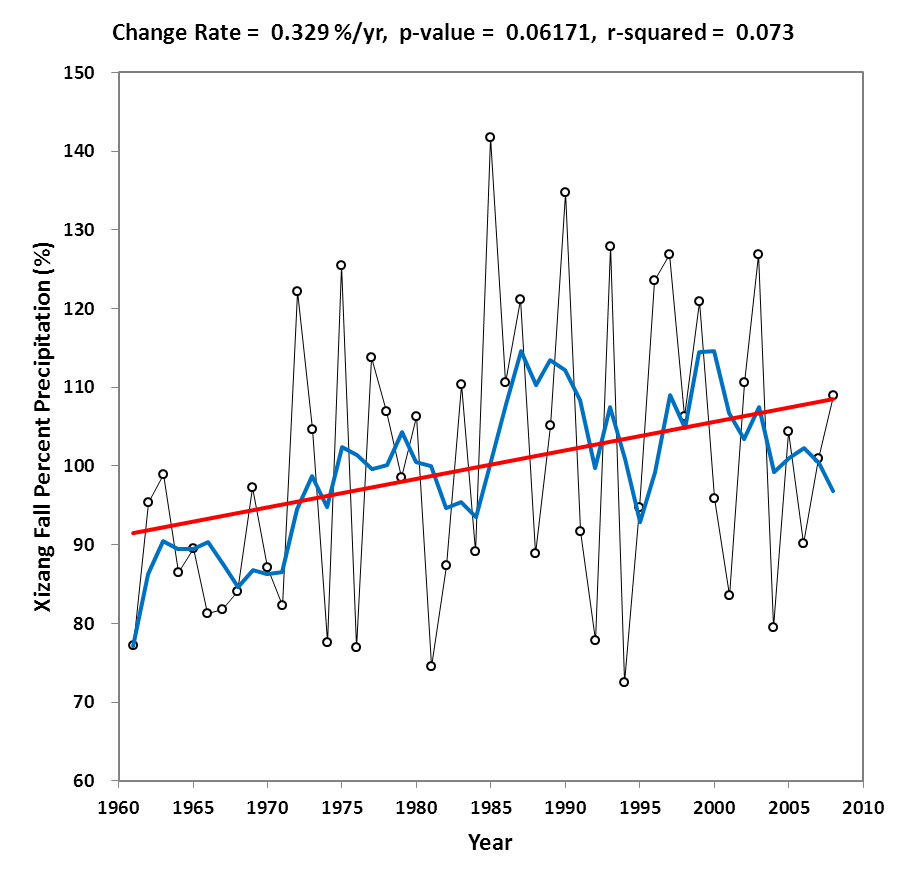 Change Rate = 0.329 %/yr, p-value = 0.06171, r-squared = 0.073
150
140
130
120
110
100
90
80
70
60
Xizang Fall Percent Precipitation (%)
1960 1965 1970 1975 1980 1985 1990 1995 2000 2005 2010
Year